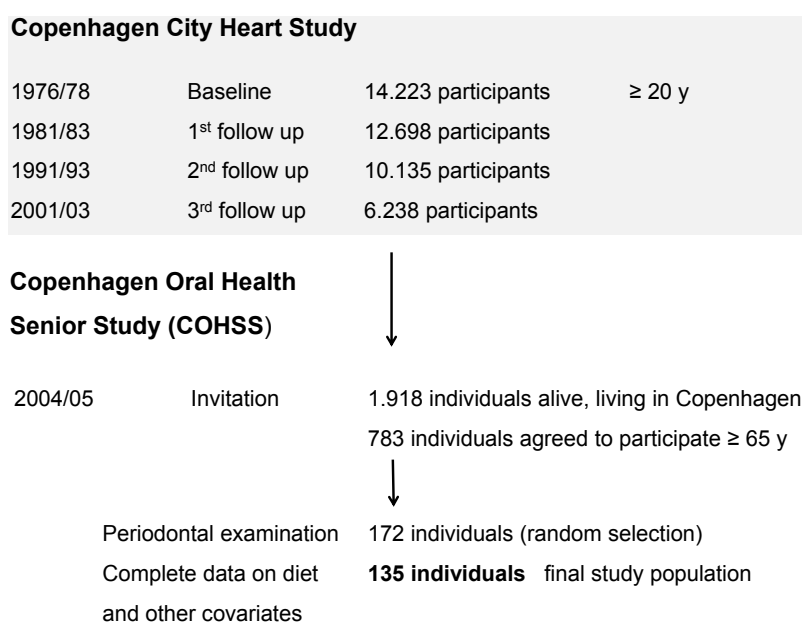 Copenhagen City Heart Study
1976/78 Baseline 14.223 participants ≥ 20 y
1981/83 1st follow up 12.698 participants
1991/93 2nd follow up 10.135 participants
2001/03 3rd follow up 6.238 participants
Copenhagen Oral Health
Senior Study (COHSS)
2004/05 Invitation 1.918 individuals alive, living in Copenhagen
783 individuals agreed to participate ≥ 65 y
Periodontal examination 172 individuals (random selection)
Complete data on diet 135 individuals final study population
and other covariates